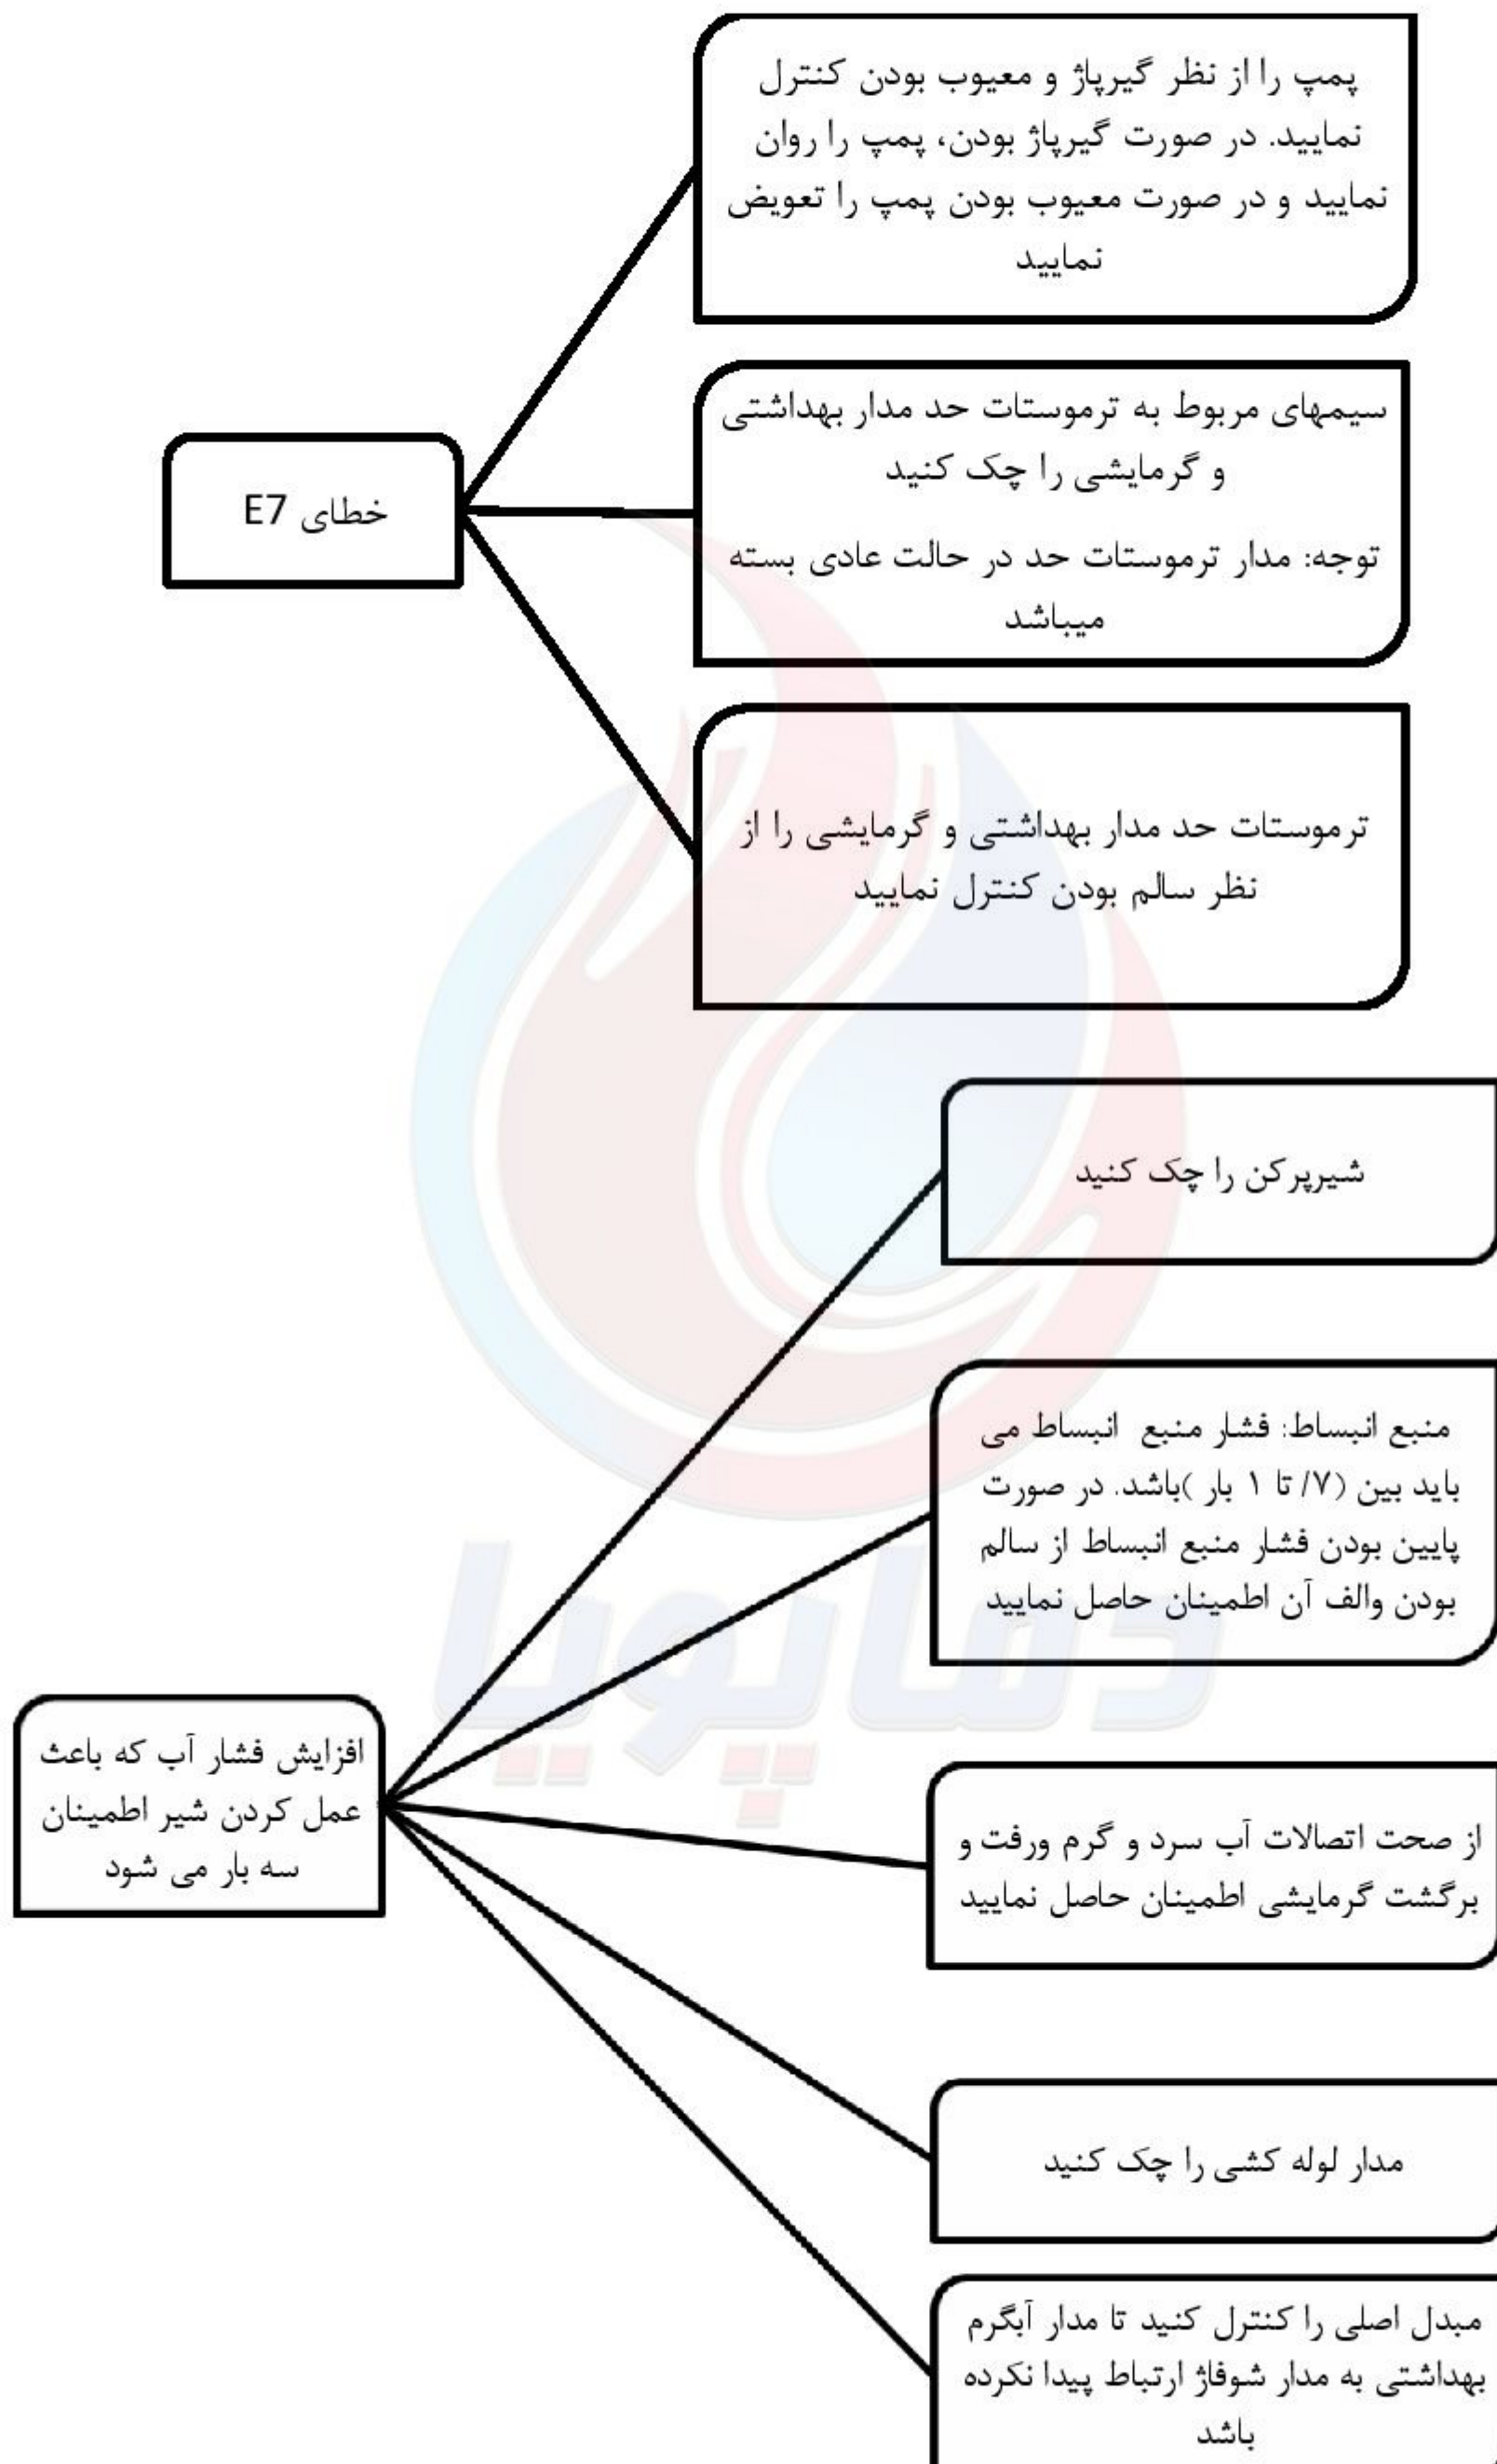 پمپ را از نظر گیرپاژ و معیوب بودن کنترل
نمایید. در صورت گیرپاژ بودن، پمپ را روان
نمایید و در صورت معیوب بودن پمپ را تعویض
نمایید
خطای E7
سیمهای مربوط به ترموستات حد مدار بهداشتی
و گرمایشی را چک کنید
توجه: مدار ترموستات حد در حالت عادی بسته
میباشد
ترموستات حد مدار بهداشتی و گرمایشی را از
نظر سالم بودن کنترل نمایید
افزایش فشار آب که باعث
عمل کردن شیر اطمینان
سه بار می شود
شیرپرکن را چک کنید
منبع انبساط: فشار منبع انبساط می
باید بین (۷/ تا ۱ بار )باشد. در صورت
پایین بودن فشار منبع انبساط از سالم
بودن والف آن اطمینان حاصل نمایید
از صحت اتصالات آب سرد و گرم ورفت و
برگشت گرمایشی اطمینان حاصل نمایید
مدار لوله کشی را چک کنید
مبدل اصلی را کنترل کنید تا مدار آبگرم
بهداشتی به مدار شوفاژ ارتباط پیدا نکرده
باشد
دماپویا